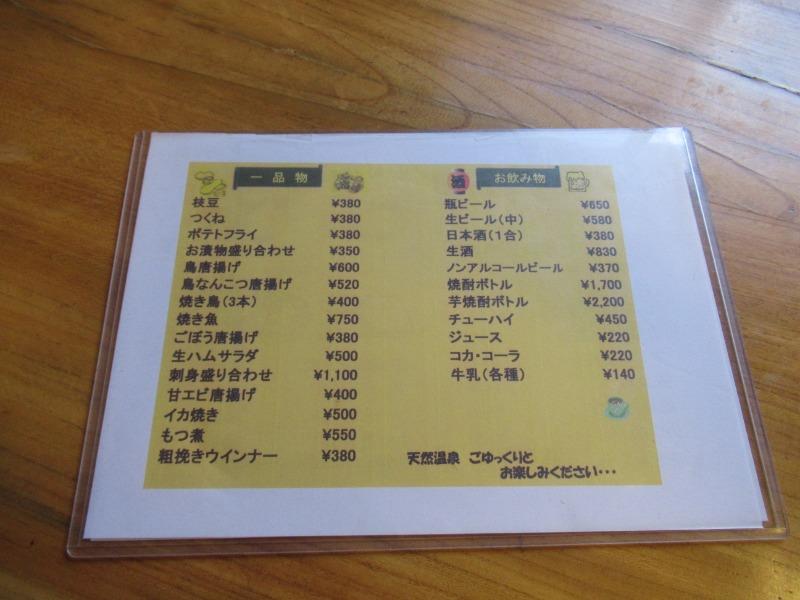 一品物
枝豆 ¥380
つくね ¥380
ポテトフライ ¥380
お漬物盛り合わせ ¥350
鳥唐揚げ ¥600
鳥なんこつ唐揚げ ¥520
焼き鳥(3本) ¥400
焼き魚 ¥750
ごぼう唐揚げ ¥380
生ハムサラダ ¥500
刺身盛り合わせ ¥1,100
甘エビ唐揚げ ¥400
イカ焼き ¥500
もつ煮 ¥550
粗挽きウインナー ¥380
酒 お飲み物
瓶ビール ¥650
生ビール(中) ¥580
日本酒(1合) ¥380
生酒 ¥830
ノンアルコールビール ¥370
焼酎ボトル ¥1,700
芋焼酎ボトル ¥2,200
チューハイ ¥450
ジュース ¥220
コカ・コーラ ¥220
牛乳(各種) ¥140
天然温泉 ごゆっくりと
お楽しみください・・・